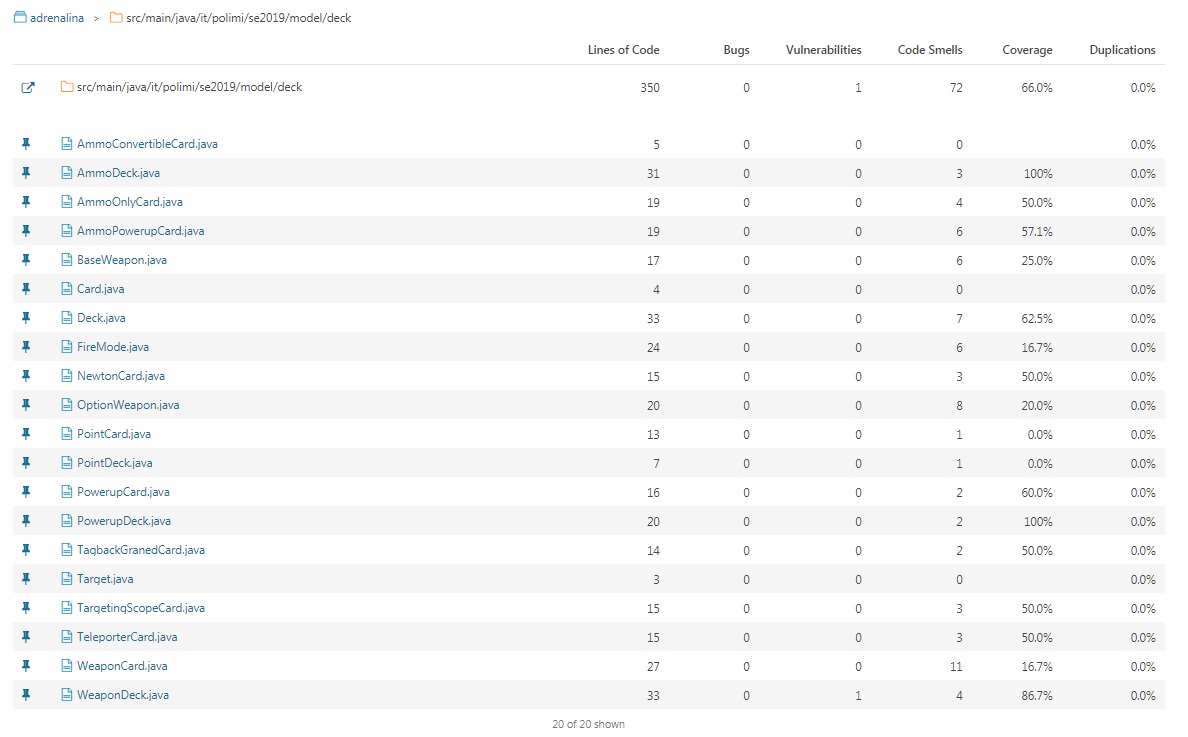 adrenalina > src/main/java/it/polimi/se2019/model/deck
Lines of Code Bugs Vulnerabilities Code Smells Coverage Duplications
src/main/java/it/polimi/se2019/model/deck 350 0 1 72 66.0% 0.0%
AmmoConvertibleCard.java 5 0 0 0 0.0%
AmmoDeck.java 31 0 0 3 100% 0.0%
AmmoOnlyCard.java 19 0 0 4 50.0% 0.0%
AmmoPowerupCard.java 19 0 0 6 57.1% 0.0%
BaseWeapon.java 17 0 0 6 25.0% 0.0%
Card.java 4 0 0 0 0.0%
Deck.java 33 0 0 7 62.5% 0.0%
FireMode.java 24 0 0 6 16.7% 0.0%
NewtonCard.java 15 0 0 3 50.0% 0.0%
OptionWeapon.java 20 0 0 8 20.0% 0.0%
PointCard.java 13 0 0 1 0.0% 0.0%
PointDeck.java 7 0 0 1 0.0% 0.0%
PowerupCard.java 16 0 0 2 60.0% 0.0%
PowerupDeck.java 20 0 0 2 100% 0.0%
TagbackGranedCard.java 14 0 0 2 50.0% 0.0%
Target.java 3 0 0 0 0.0%
TargetingScopeCard.java 15 0 0 3 50.0% 0.0%
TeleporterCard.java 15 0 0 3 50.0% 0.0%
WeaponCard.java 27 0 0 11 16.7% 0.0%
WeaponDeck.java 33 0 1 4 86.7% 0.0%
20 of 20 shown